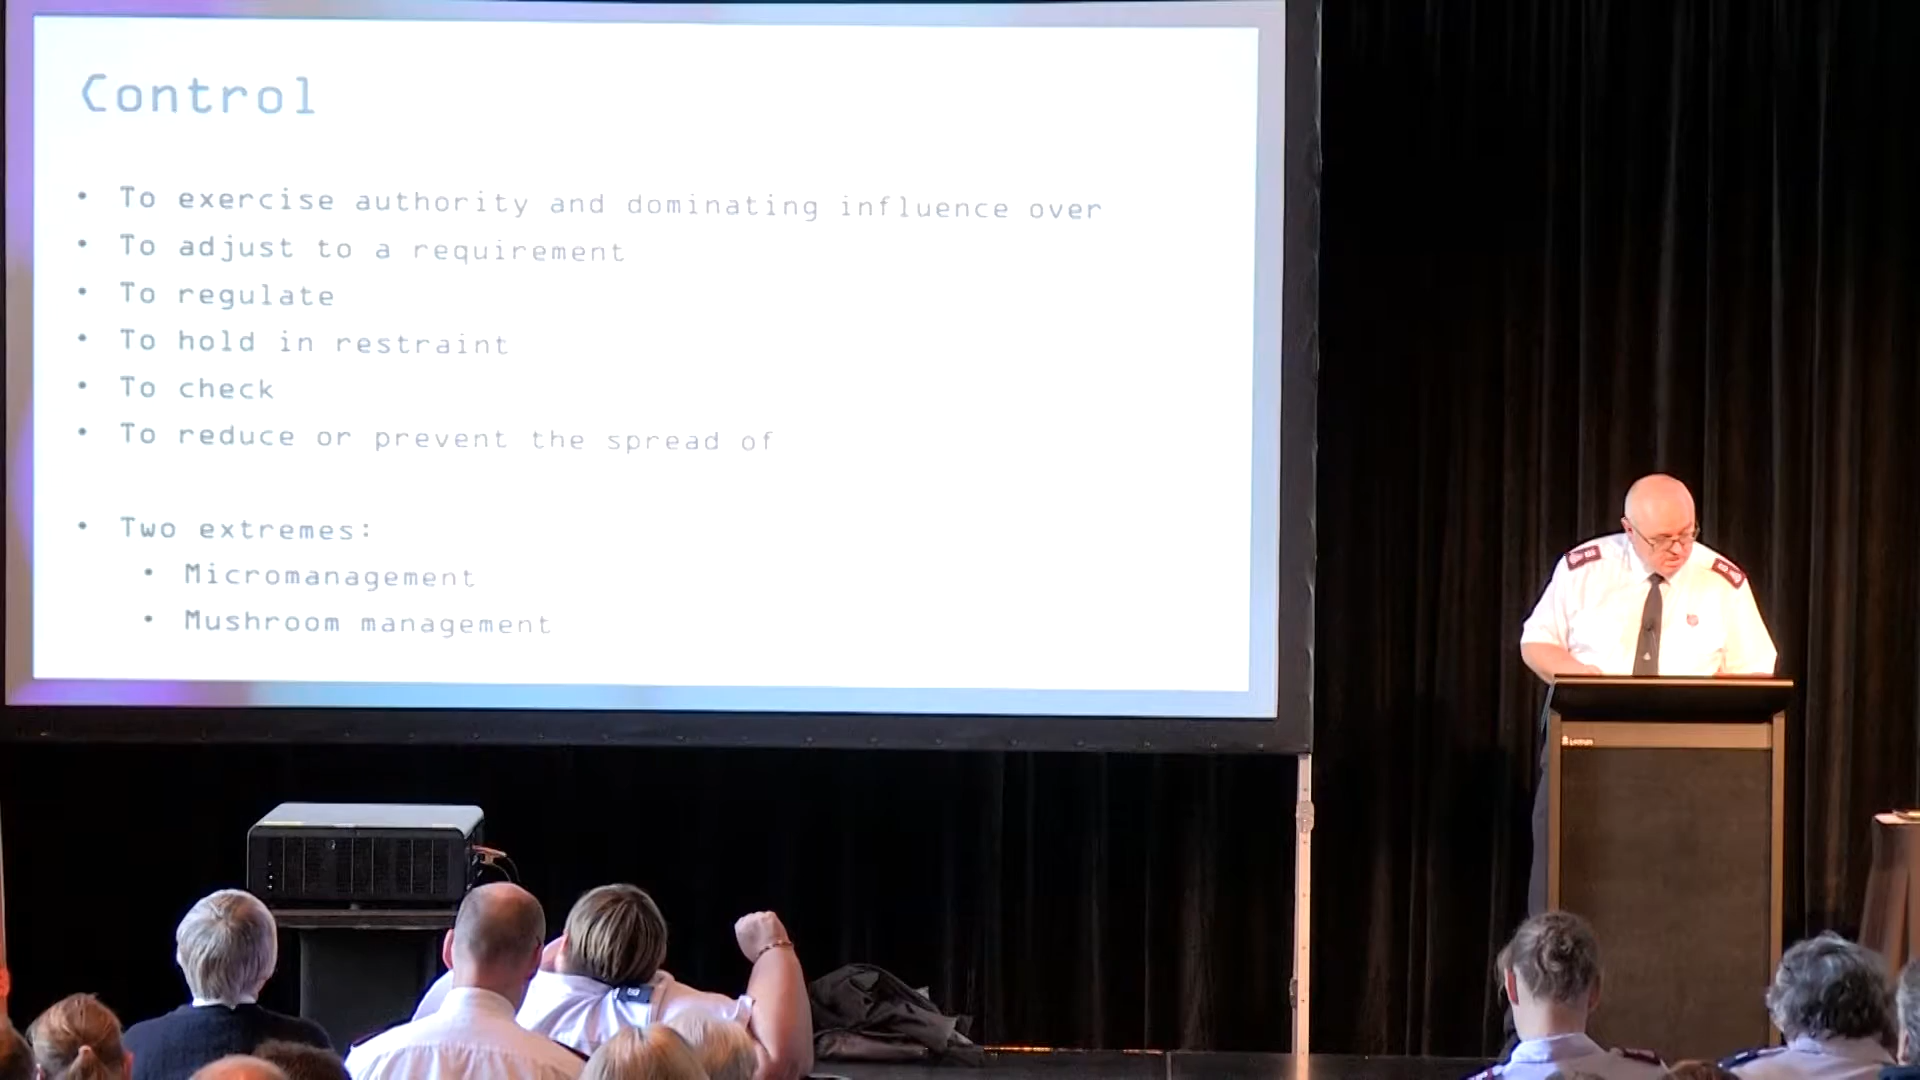 Control
• To exercise authority and dominating influence over
• To adjust to a requirement
• To regulate
• To hold in restraint
• To check
• To reduce or prevent the spread of
• Two extremes:
• Micromanagement
• Mushroom management